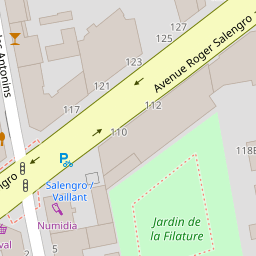 Antonins
127
125
Avenue Roger Salengro
123
121
117
112
110
P
Salengro /
Vaillant
Numidia
118B
Jardin de
la Filature
5